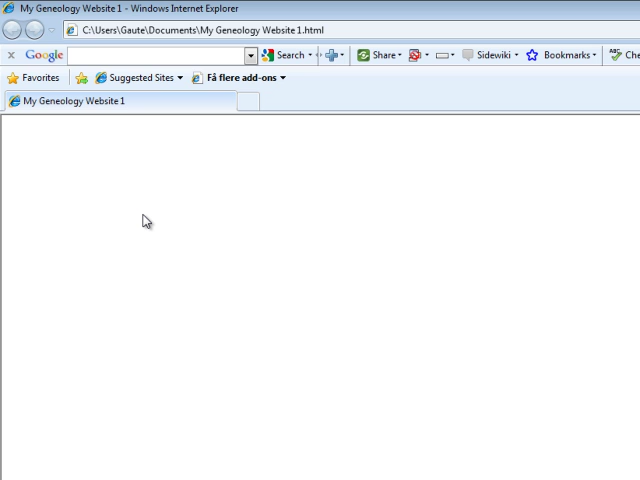 My Geneology Website 1 - Windows Internet Explorer
C:\Users\Gaute\Documents\My Geneology Website 1.html
x Google Search Share Sidewiki Bookmarks ABC Che
Favorites Suggested Sites Få flere add-ons
My Geneology Website 1